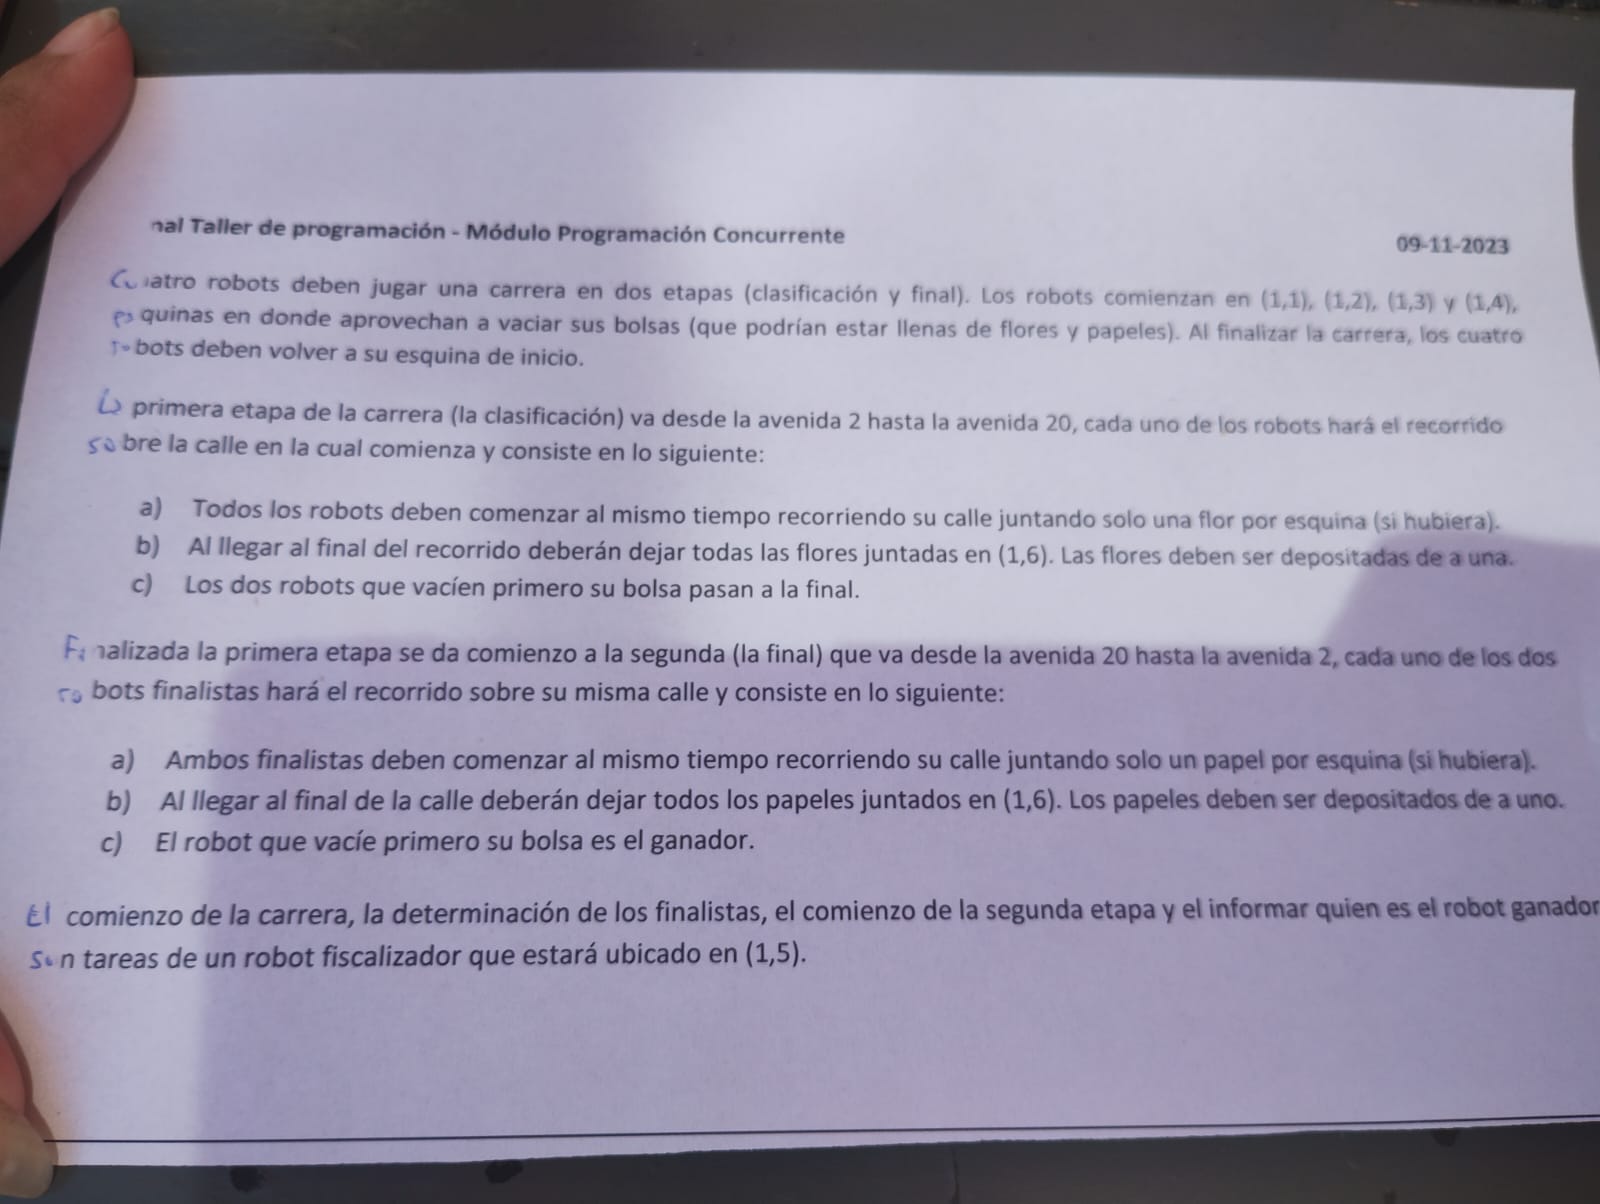 nal Taller de programación - Módulo Programación Concurrente
09-11-2023
Cuatro robots deben jugar una carrera en dos etapas (clasificación y final). Los robots comienzan en (1,1), (1,2), (1,3) y (1,4),
esquinas en donde aprovechan a vaciar sus bolsas (que podrían estar llenas de flores y papeles). Al finalizar la carrera, los cuatro
robots deben volver a su esquina de inicio.
La primera etapa de la carrera (la clasificación) va desde la avenida 2 hasta la avenida 20, cada uno de los robots hará el recorrido
sobre la calle en la cual comienza y consiste en lo siguiente:
a) Todos los robots deben comenzar al mismo tiempo recorriendo su calle juntando solo una flor por esquina (si hubiera).
b) Al llegar al final del recorrido deberán dejar todas las flores juntadas en (1,6). Las flores deben ser depositadas de a una.
c) Los dos robots que vacíen primero su bolsa pasan a la final.
Finalizada la primera etapa se da comienzo a la segunda (la final) que va desde la avenida 20 hasta la avenida 2, cada uno de los dos
robots finalistas hará el recorrido sobre su misma calle y consiste en lo siguiente:
a) Ambos finalistas deben comenzar al mismo tiempo recorriendo su calle juntando solo un papel por esquina (si hubiera).
b) Al llegar al final de la calle deberán dejar todos los papeles juntados en (1,6). Los papeles deben ser depositados de a uno.
c) El robot que vacíe primero su bolsa es el ganador.
El comienzo de la carrera, la determinación de los finalistas, el comienzo de la segunda etapa y el informar quien es el robot ganador
son tareas de un robot fiscalizador que estará ubicado en (1,5).